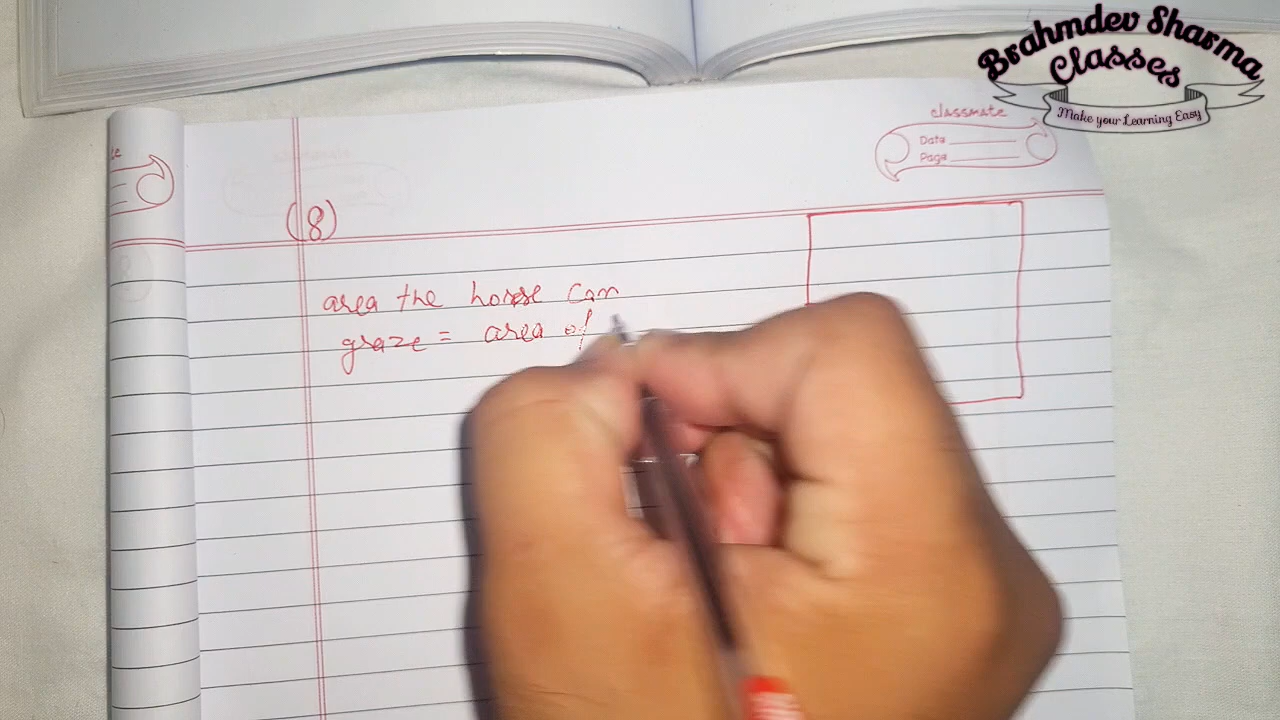 Brahmdev Sharma
Classes
Make your Learning Easy
classmate
Date
Page
(8)
area the horse can
graze = area of